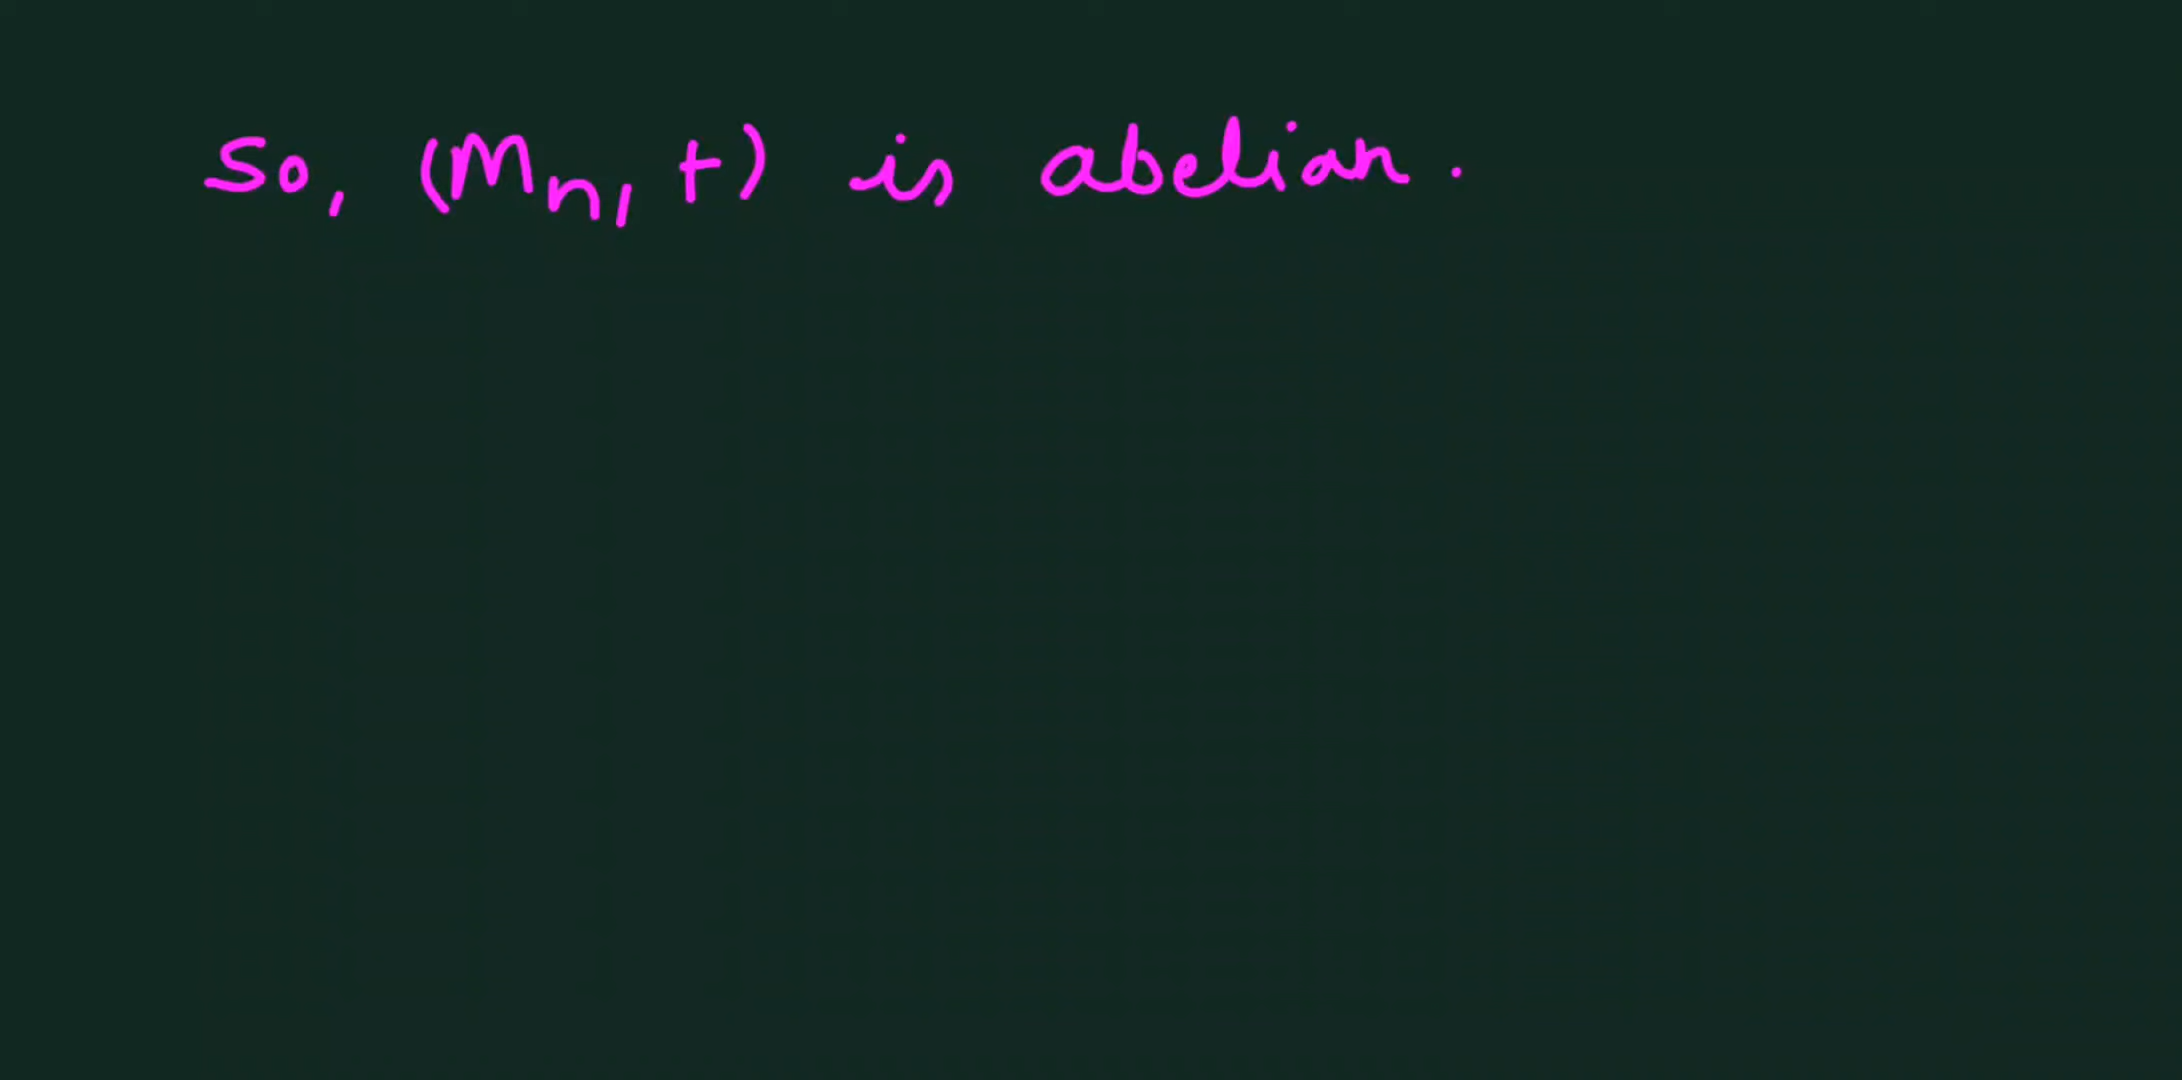 So, (Mn, +) is abelian.